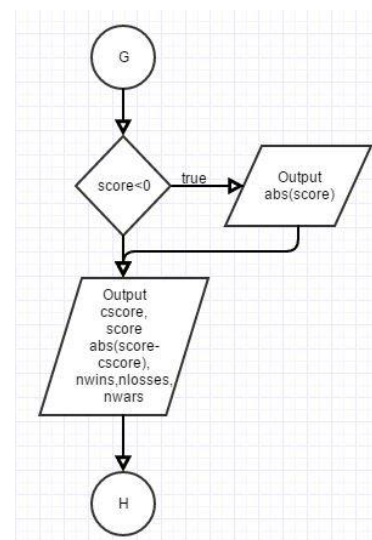 G
score<0
true
Output
abs(score)
Output
cscore,
score
abs(score-
cscore),
nwins,nlosses,
nwars
H